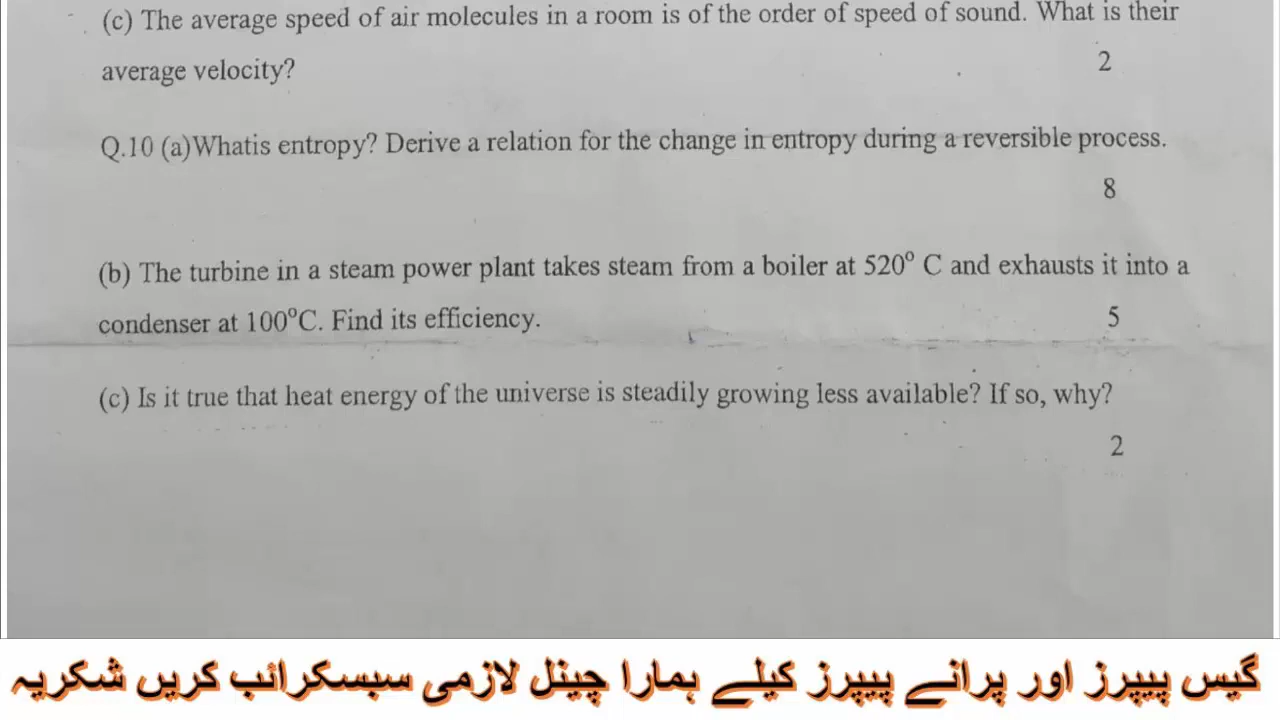 (c) The average speed of air molecules in a room is of the order of speed of sound. What is their
average velocity? 2
Q.10 (a)Whatis entropy? Derive a relation for the change in entropy during a reversible process.
8
(b) The turbine in a steam power plant takes steam from a boiler at 520° C and exhausts it into a
condenser at 100°C. Find its efficiency. 5
(c) Is it true that heat energy of the universe is steadily growing less available? If so, why?
2
گیس پیپرز اور پرانے پیپرز کیلے ہمارا چینل لازمی سبسکرائب کریں شکریہ